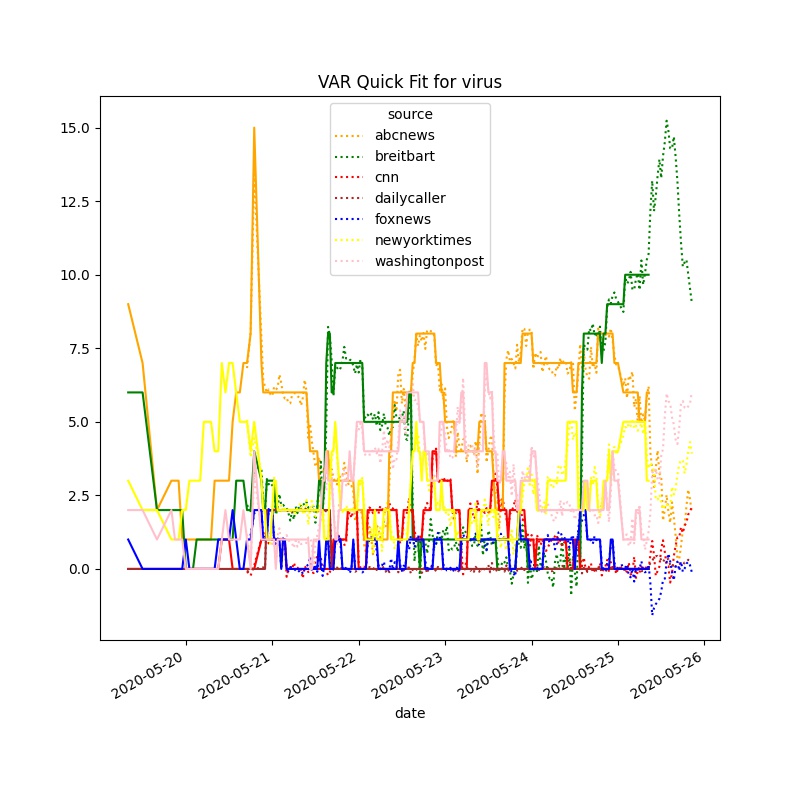 VAR Quick Fit for virus
source
abcnews
breitbart
cnn
dailycaller
foxnews
newyorktimes
washingtonpost
15.0
12.5
10.0
7.5
5.0
2.5
0.0
2020-05-20
2020-05-21
2020-05-22
2020-05-23
2020-05-24
2020-05-25
2020-05-26
date